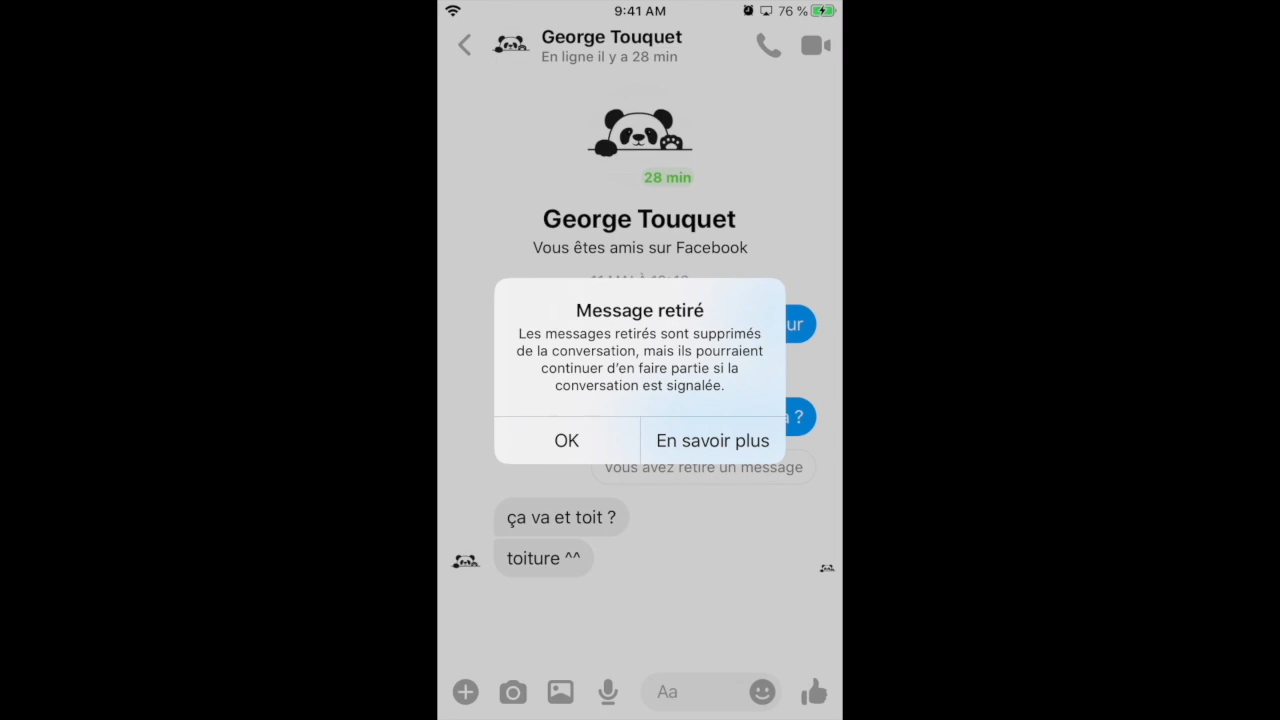 9:41 AM
76 %
George Touquet
En ligne il y a 28 min
28 min
George Touquet
Vous êtes amis sur Facebook
Message retiré
Les messages retirés sont supprimés
de la conversation, mais ils pourraient
continuer d'en faire partie si la
conversation est signalée.
ur
?
OK
En savoir plus
Vous avez retiré un message
ça va et toit ?
toiture ^^
Aa